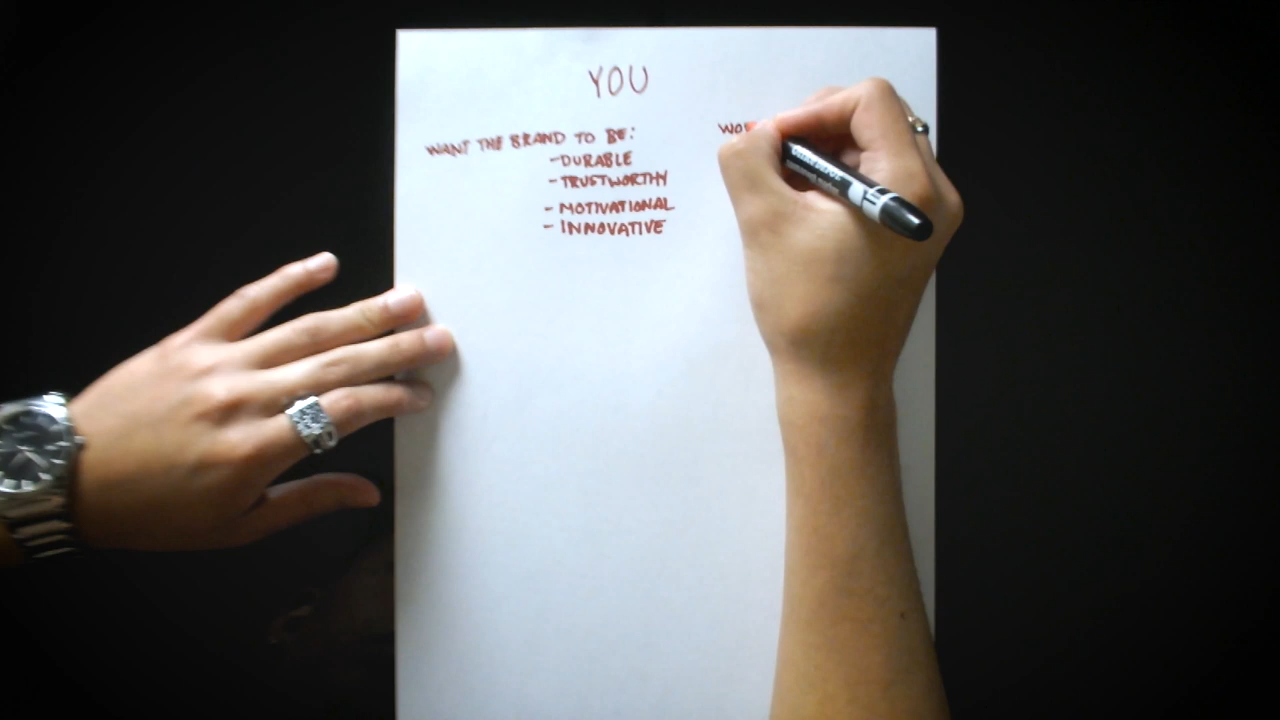 YOU
WANT THE BRAND TO BE:
-DURABLE
-TRUSTWORTHY
- MOTIVATIONAL
- INNOVATIVE